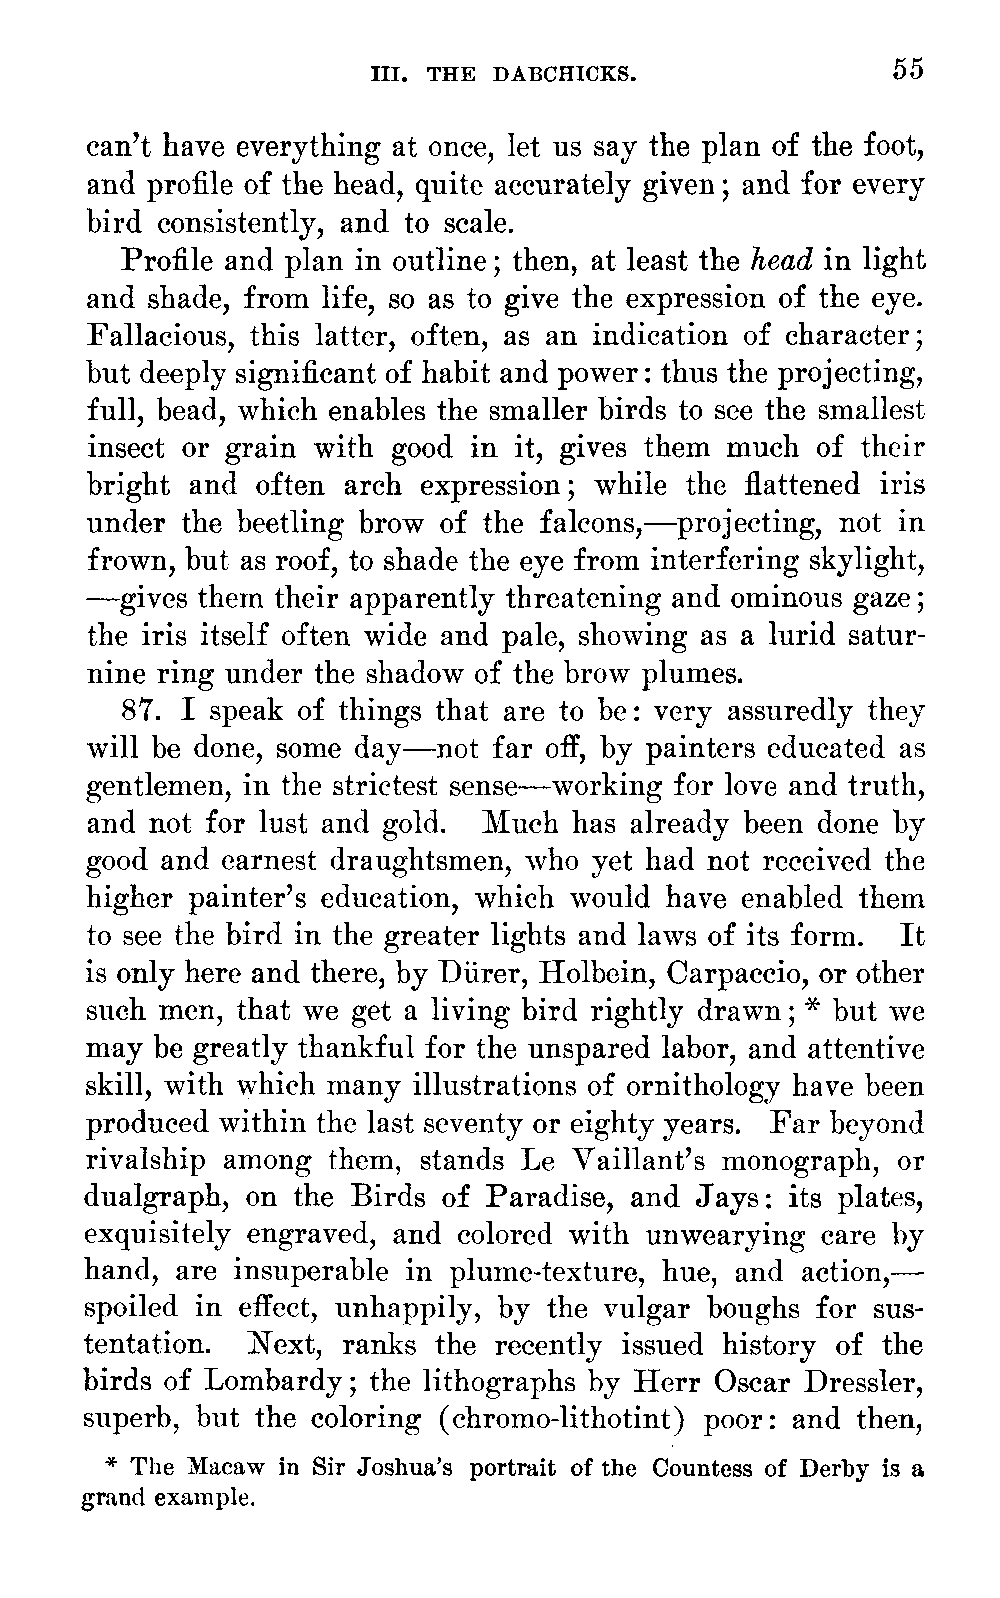 III. THE DABCHICKS. 55
can't have everything at once, let us say the plan of the foot,
and profile of the head, quite accurately given; and for every
bird consistently, and to scale.
Profile and plan in outline; then, at least the head in light
and shade, from life, so as to give the expression of the eye.
Fallacious, this latter, often, as an indication of character;
but deeply significant of habit and power: thus the projecting,
full, bead, which enables the smaller birds to see the smallest
insect or grain with good in it, gives them much of their
bright and often arch expression; while the flattened iris
under the beetling brow of the falcons,—projecting, not in
frown, but as roof, to shade the eye from interfering skylight,
—gives them their apparently threatening and ominous gaze;
the iris itself often wide and pale, showing as a lurid satur-
nine ring under the shadow of the brow plumes.
87. I speak of things that are to be: very assuredly they
will be done, some day—not far off, by painters educated as
gentlemen, in the strictest sense—working for love and truth,
and not for lust and gold. Much has already been done by
good and earnest draughtsmen, who yet had not received the
higher painter's education, which would have enabled them
to see the bird in the greater lights and laws of its form. It
is only here and there, by Dürer, Holbein, Carpaccio, or other
such men, that we get a living bird rightly drawn;* but we
may be greatly thankful for the unspared labor, and attentive
skill, with which many illustrations of ornithology have been
produced within the last seventy or eighty years. Far beyond
rivalship among them, stands Le Vaillant's monograph, or
dualgraph, on the Birds of Paradise, and Jays: its plates,
exquisitely engraved, and colored with unwearying care by
hand, are insuperable in plume-texture, hue, and action,—
spoiled in effect, unhappily, by the vulgar boughs for sus-
tentation. Next, ranks the recently issued history of the
birds of Lombardy; the lithographs by Herr Oscar Dressler,
superb, but the coloring (chromo-lithotint) poor: and then,
* The Macaw in Sir Joshua's portrait of the Countess of Derby is a
grand example.